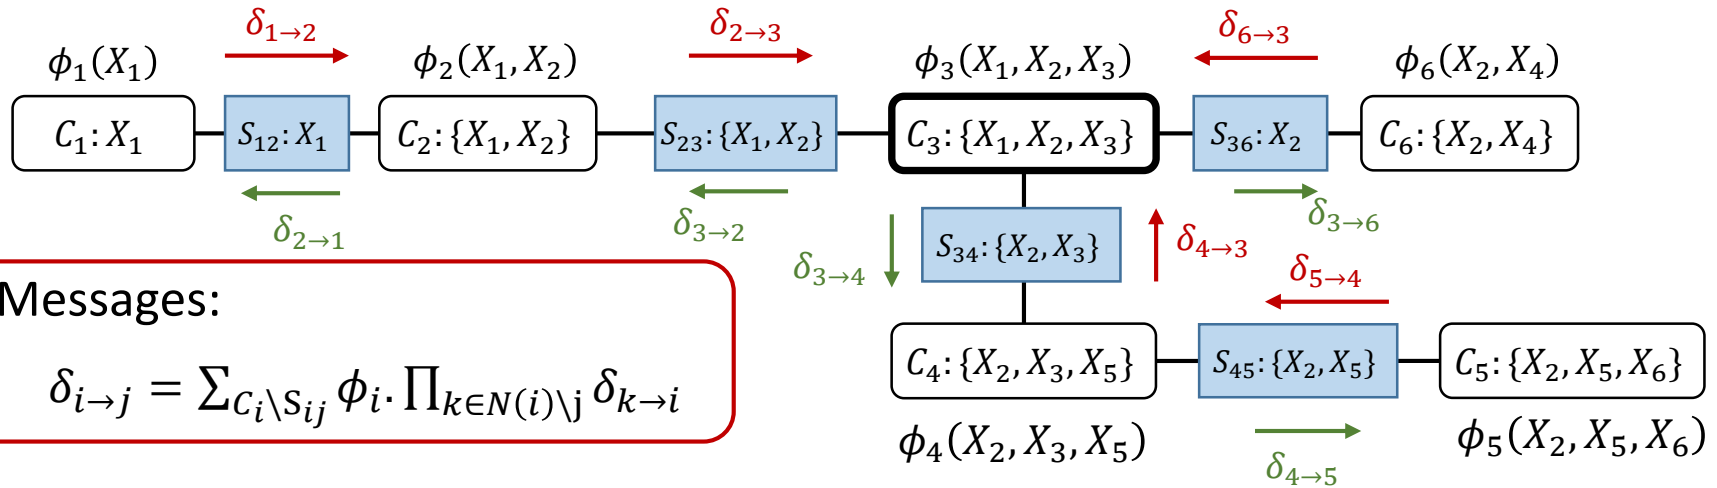 δ₁→₂ δ₂→₃ δ₆→₃
ϕ₁(X₁) ϕ₂(X₁, X₂) ϕ₃(X₁, X₂, X₃) ϕ₆(X₂, X₄)
C₁: X₁ S₁₂: X₁ C₂: {X₁, X₂} S₂₃: {X₁, X₂} C₃: {X₁, X₂, X₃} S₃₆: X₂ C₆: {X₂, X₄}
δ₂→₁ δ₃→₂ δ₃→₆
S₃₄: {X₂, X₃} δ₄→₃
δ₃→₄ δ₅→₄
Messages:
C₄: {X₂, X₃, X₅} S₄₅: {X₂, X₅} C₅: {X₂, X₅, X₆}
δᵢ→ⱼ = ∑_{Cᵢ\Sᵢⱼ} ϕᵢ. ∏_{k∈N(i)\j} δₖ→ᵢ
ϕ₄(X₂, X₃, X₅) δ₄→₅ ϕ₅(X₂, X₅, X₆)